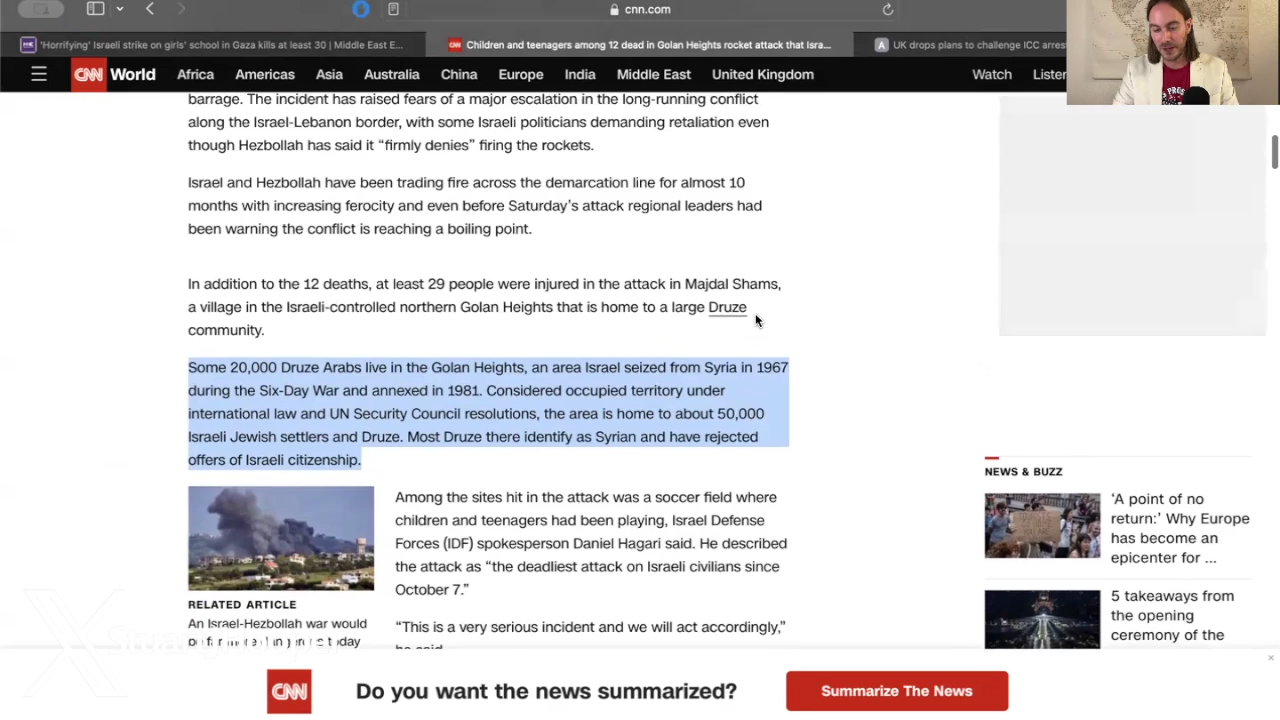 cnn.com
'Horrifying' Israeli strike on girls' school in Gaza kills at least 30 | Middle East E...
Children and teenagers among 12 dead in Golan Heights rocket attack that Isra...
UK drops plans to challenge ICC arres
CNN World Africa Americas Asia Australia China Europe India Middle East United Kingdom Watch Listen
barrage. The incident has raised fears of a major escalation in the long-running conflict
along the Israel-Lebanon border, with some Israeli politicians demanding retaliation even
though Hezbollah has said it “firmly denies” firing the rockets.
Israel and Hezbollah have been trading fire across the demarcation line for almost 10
months with increasing ferocity and even before Saturday’s attack regional leaders had
been warning the conflict is reaching a boiling point.
In addition to the 12 deaths, at least 29 people were injured in the attack in Majdal Shams,
a village in the Israeli-controlled northern Golan Heights that is home to a large Druze
community.
Some 20,000 Druze Arabs live in the Golan Heights, an area Israel seized from Syria in 1967
during the Six-Day War and annexed in 1981. Considered occupied territory under
international law and UN Security Council resolutions, the area is home to about 50,000
Israeli Jewish settlers and Druze. Most Druze there identify as Syrian and have rejected
offers of Israeli citizenship.
Among the sites hit in the attack was a soccer field where
children and teenagers had been playing, Israel Defense
Forces (IDF) spokesperson Daniel Hagari said. He described
the attack as “the deadliest attack on Israeli civilians since
October 7.”
“This is a very serious incident and we will act accordingly,”
he said.
RELATED ARTICLE
An Israel-Hezbollah war would
NEWS & BUZZ
‘A point of no
return:’ Why Europe
has become an
epicenter for ...
5 takeaways from
the opening
ceremony of the
CNN
Do you want the news summarized?
Summarize The News